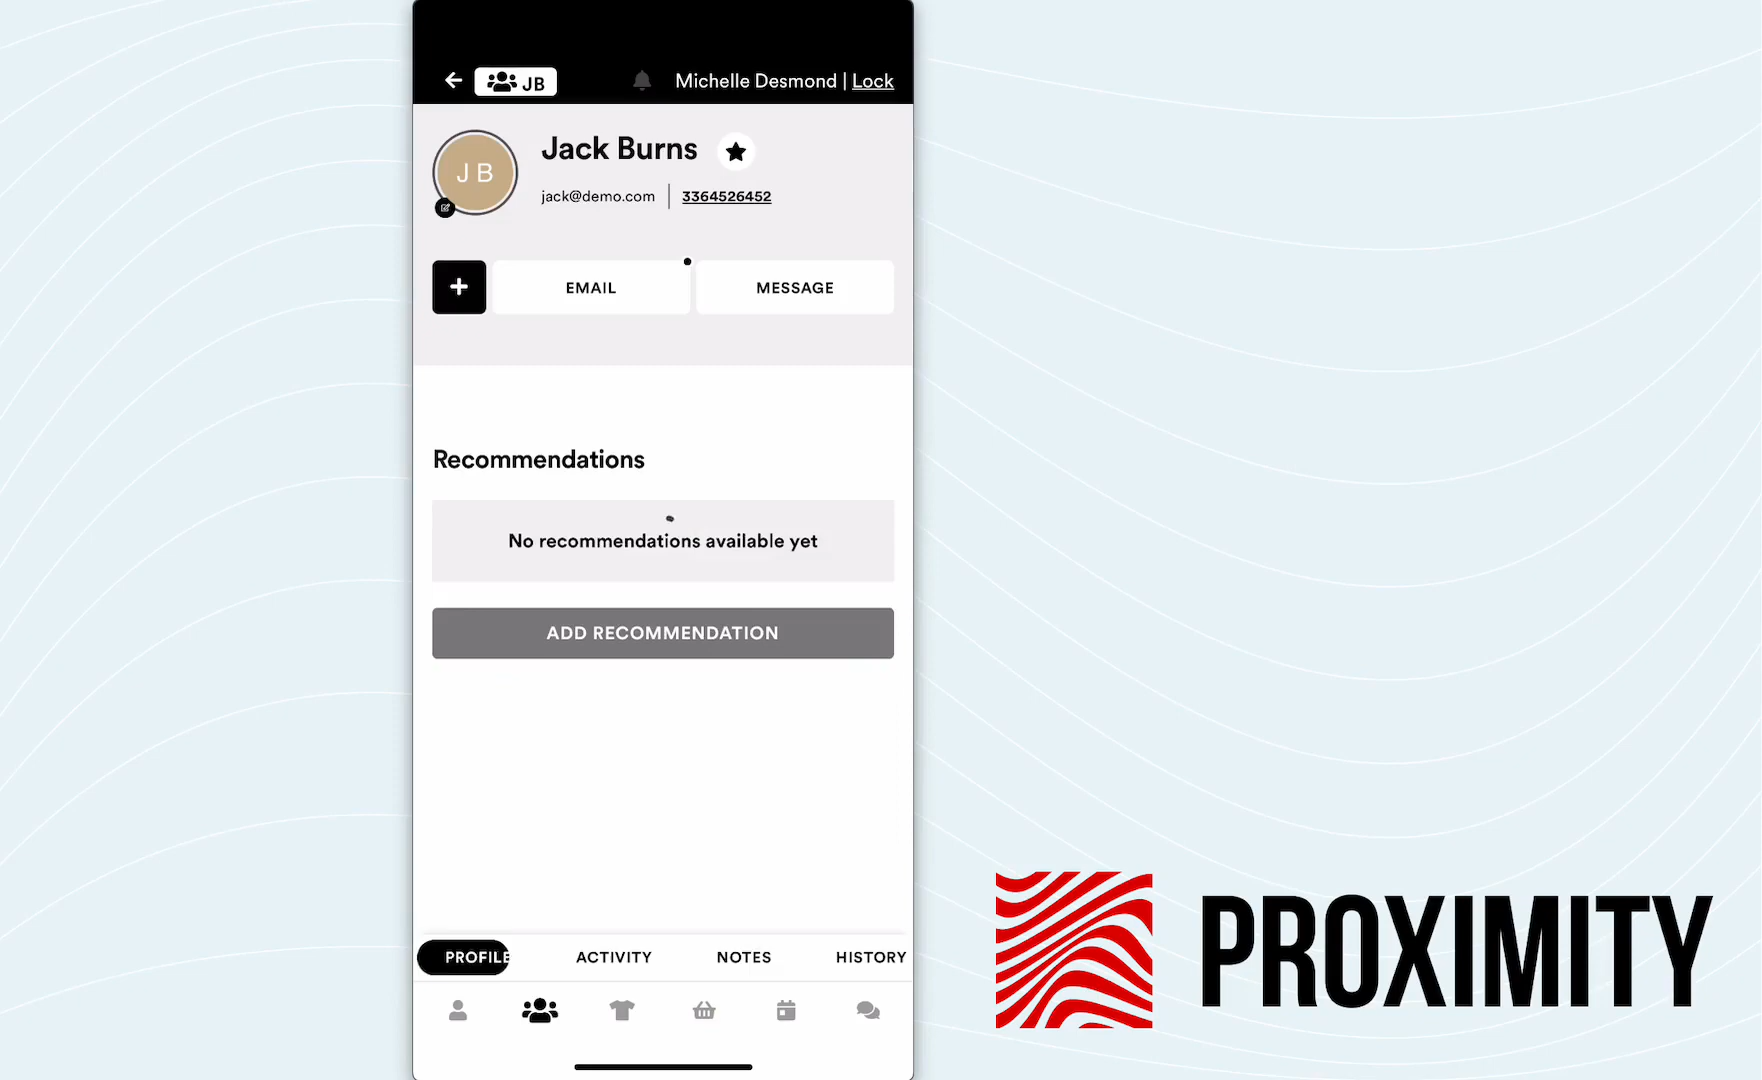 JB
Michelle Desmond | Lock
J B
Jack Burns
jack@demo.com | 3364526452
+ EMAIL MESSAGE
Recommendations
No recommendations available yet
ADD RECOMMENDATION
PROFILE ACTIVITY NOTES HISTORY
PROXIMITY